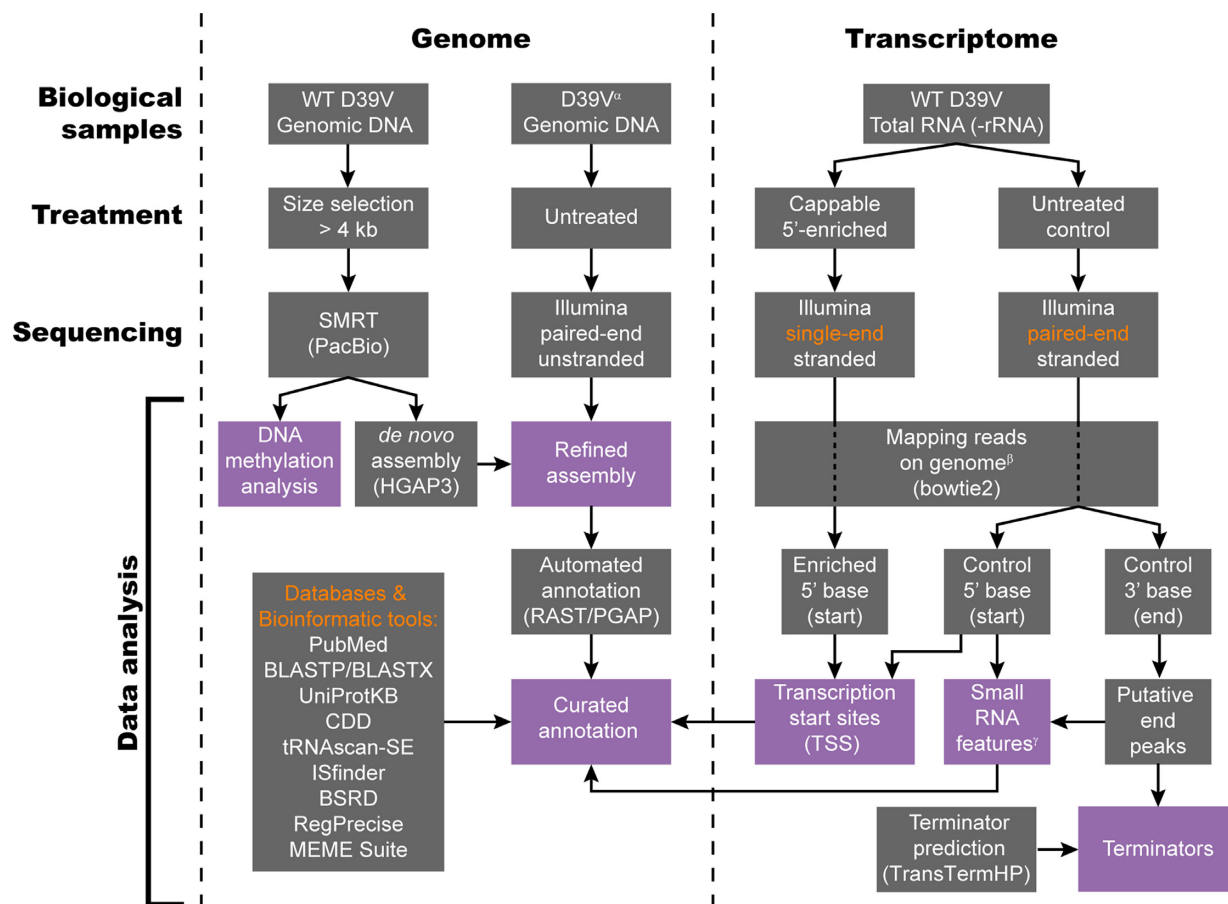 Genome
Transcriptome
Biological
samples
WT D39V
Genomic DNA
D39Vᵅ
Genomic DNA
WT D39V
Total RNA (-rRNA)
Treatment
Size selection
> 4 kb
Untreated
Cappable
5’-enriched
Untreated
control
Sequencing
SMRT
(PacBio)
Illumina
paired-end
unstranded
Illumina
single-end
stranded
Illumina
paired-end
stranded
Data analysis
DNA
methylation
analysis
de novo
assembly
(HGAP3)
Refined
assembly
Mapping reads
on genomeᵝ
(bowtie2)
Databases &
Bioinformatic tools:
PubMed
BLASTP/BLASTX
UniProtKB
CDD
tRNAscan-SE
ISfinder
BSRD
RegPrecise
MEME Suite
Automated
annotation
(RAST/PGAP)
Enriched
5’ base
(start)
Control
5’ base
(start)
Control
3’ base
(end)
Curated
annotation
Transcription
start sites
(TSS)
Small
RNA
featuresᵞ
Putative
end
peaks
Terminator
prediction
(TransTermHP)
Terminators